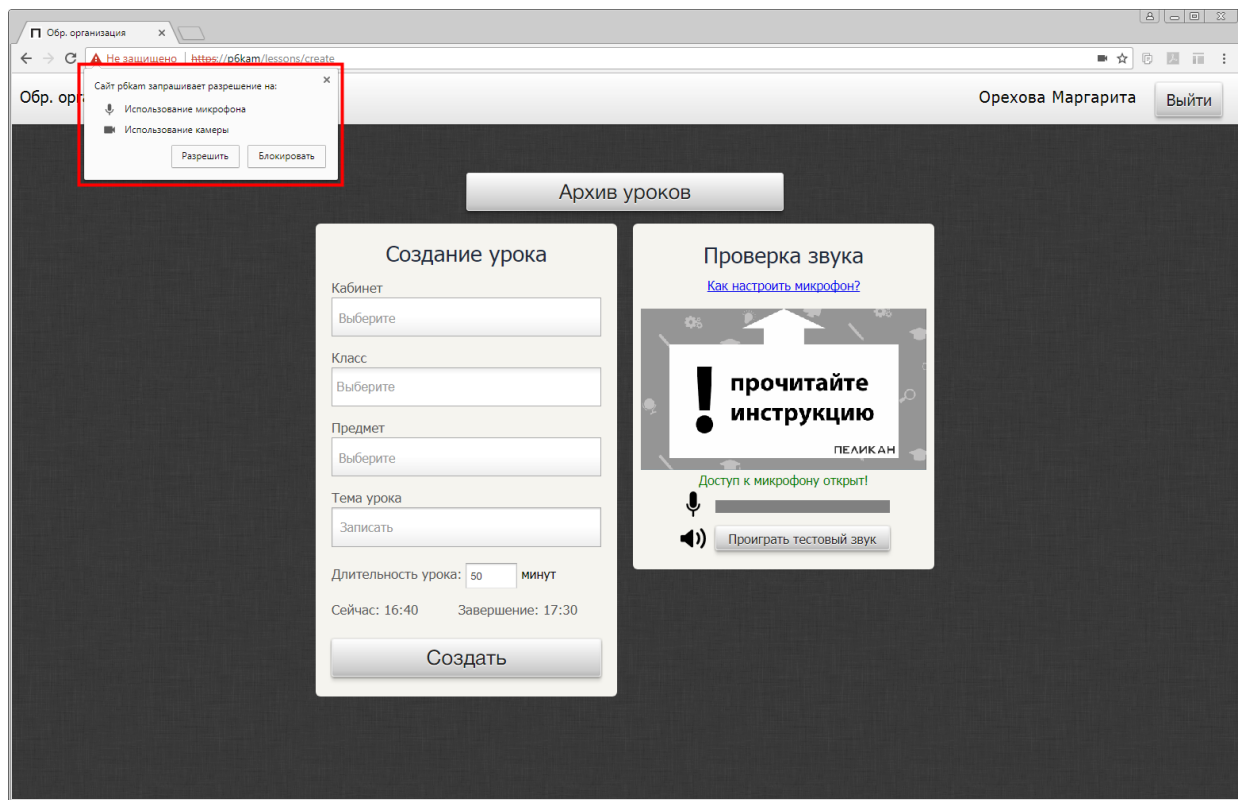 Обр. организация
Не защищено https://рбkam/lessons/create
Сайт рбkam запрашивает разрешение на:
Использование микрофона
Использование камеры
Разрешить Блокировать
Обр. орг
Орехова Маргарита
Выйти
Архив уроков
Создание урока
Кабинет
Выберите
Класс
Выберите
Предмет
Выберите
Тема урока
Записать
Длительность урока: 50 минут
Сейчас: 16:40 Завершение: 17:30
Создать
Проверка звука
Как настроить микрофон?
! прочитайте
инструкцию
ПЕЛИКАН
Доступ к микрофону открыт!
Проиграть тестовый звук